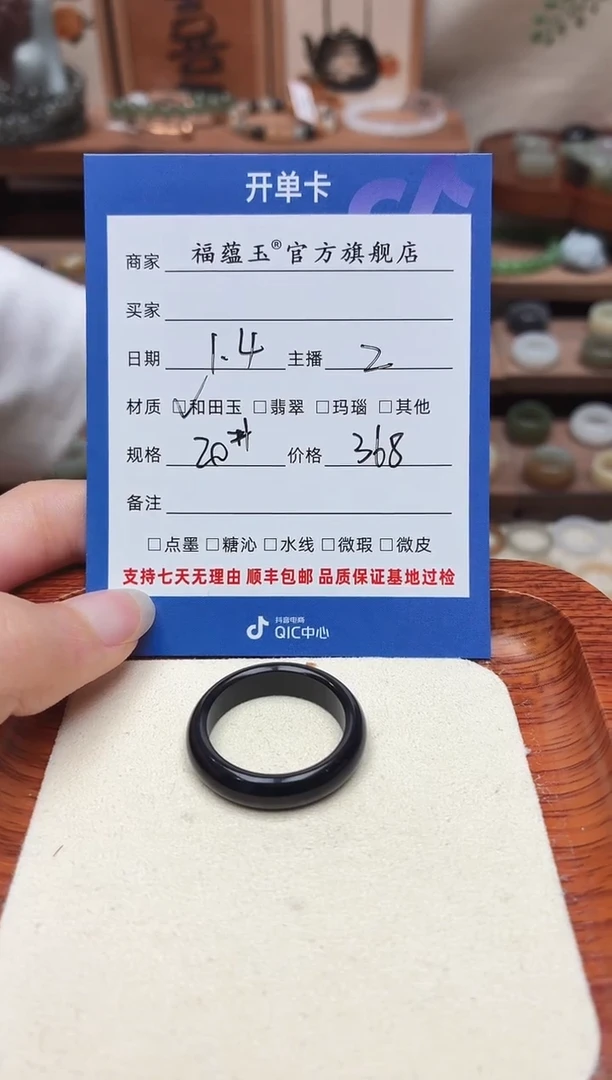 开单卡
商家 福蕴玉®官方旗舰店
买家
日期 1.4 主播 2
材质 ☑和田玉 □翡翠 □玛瑙 □其他
规格 20# 价格 368
备注
□点墨 □糖沁 □水线 □微瑕 □微皮
支持七天无理由 顺丰包邮 品质保证基地过检
抖音电商
QIC中心